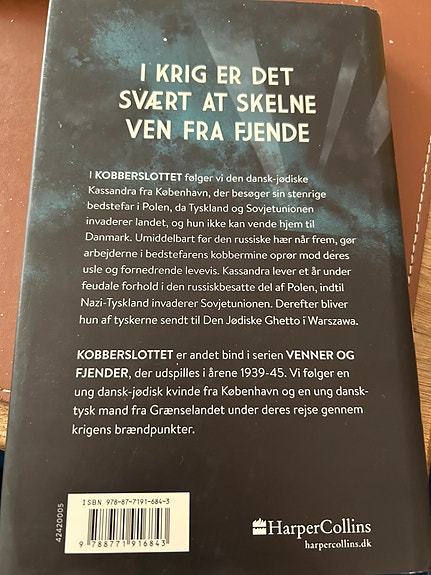 I KRIG ER DET
SVÆRT AT SKELNE
VEN FRA FJENDE
I KOBBERSLOTTET følger vi den dansk-jødiske
Kassandra fra København, der besøger sin stenrige
bedstefar i Polen, da Tyskland og Sovjetunionen
invaderer landet, og hun ikke kan vende hjem til
Danmark. Umiddelbart før den russiske hær når frem, gør
arbejderne i bedstefarens kobbermine oprør mod deres
usle og fornedrende levevis. Kassandra lever et år under
feudale forhold i den russiskbesatte del af Polen, indtil
Nazi-Tyskland invaderer Sovjetunionen. Derefter bliver
hun af tyskerne sendt til Den Jødiske Ghetto i Warszawa.
KOBBERSLOTTET er andet bind i serien VENNER OG
FJENDER, der udspilles i årene 1939-45. Vi følger en
ung dansk-jødisk kvinde fra København og en ung dansk-
tysk mand fra Grænselandet under deres rejse gennem
krigens brændpunkter.
ISBN 978-87-7191-684-3
9 788771 916843
42420005
HarperCollins
harpercollins.dk